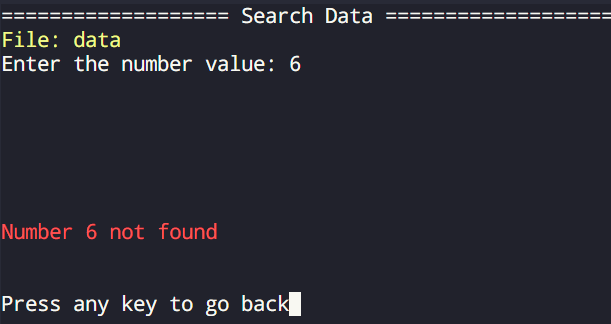 =================== Search Data ===================
File: data
Enter the number value: 6
Number 6 not found
Press any key to go back